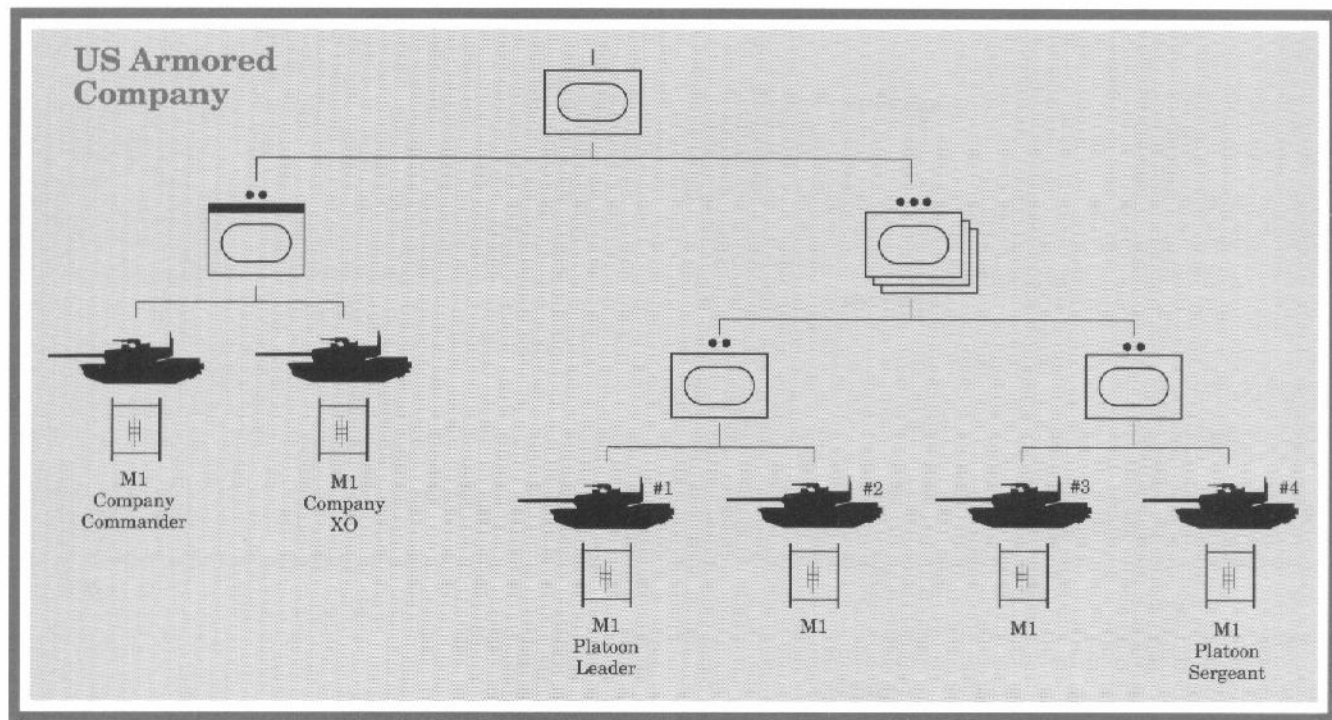 US Armored
Company
M1
Company
Commander
M1
Company
XO
#1
#2
#3
#4
M1
Platoon
Leader
M1
M1
M1
Platoon
Sergeant